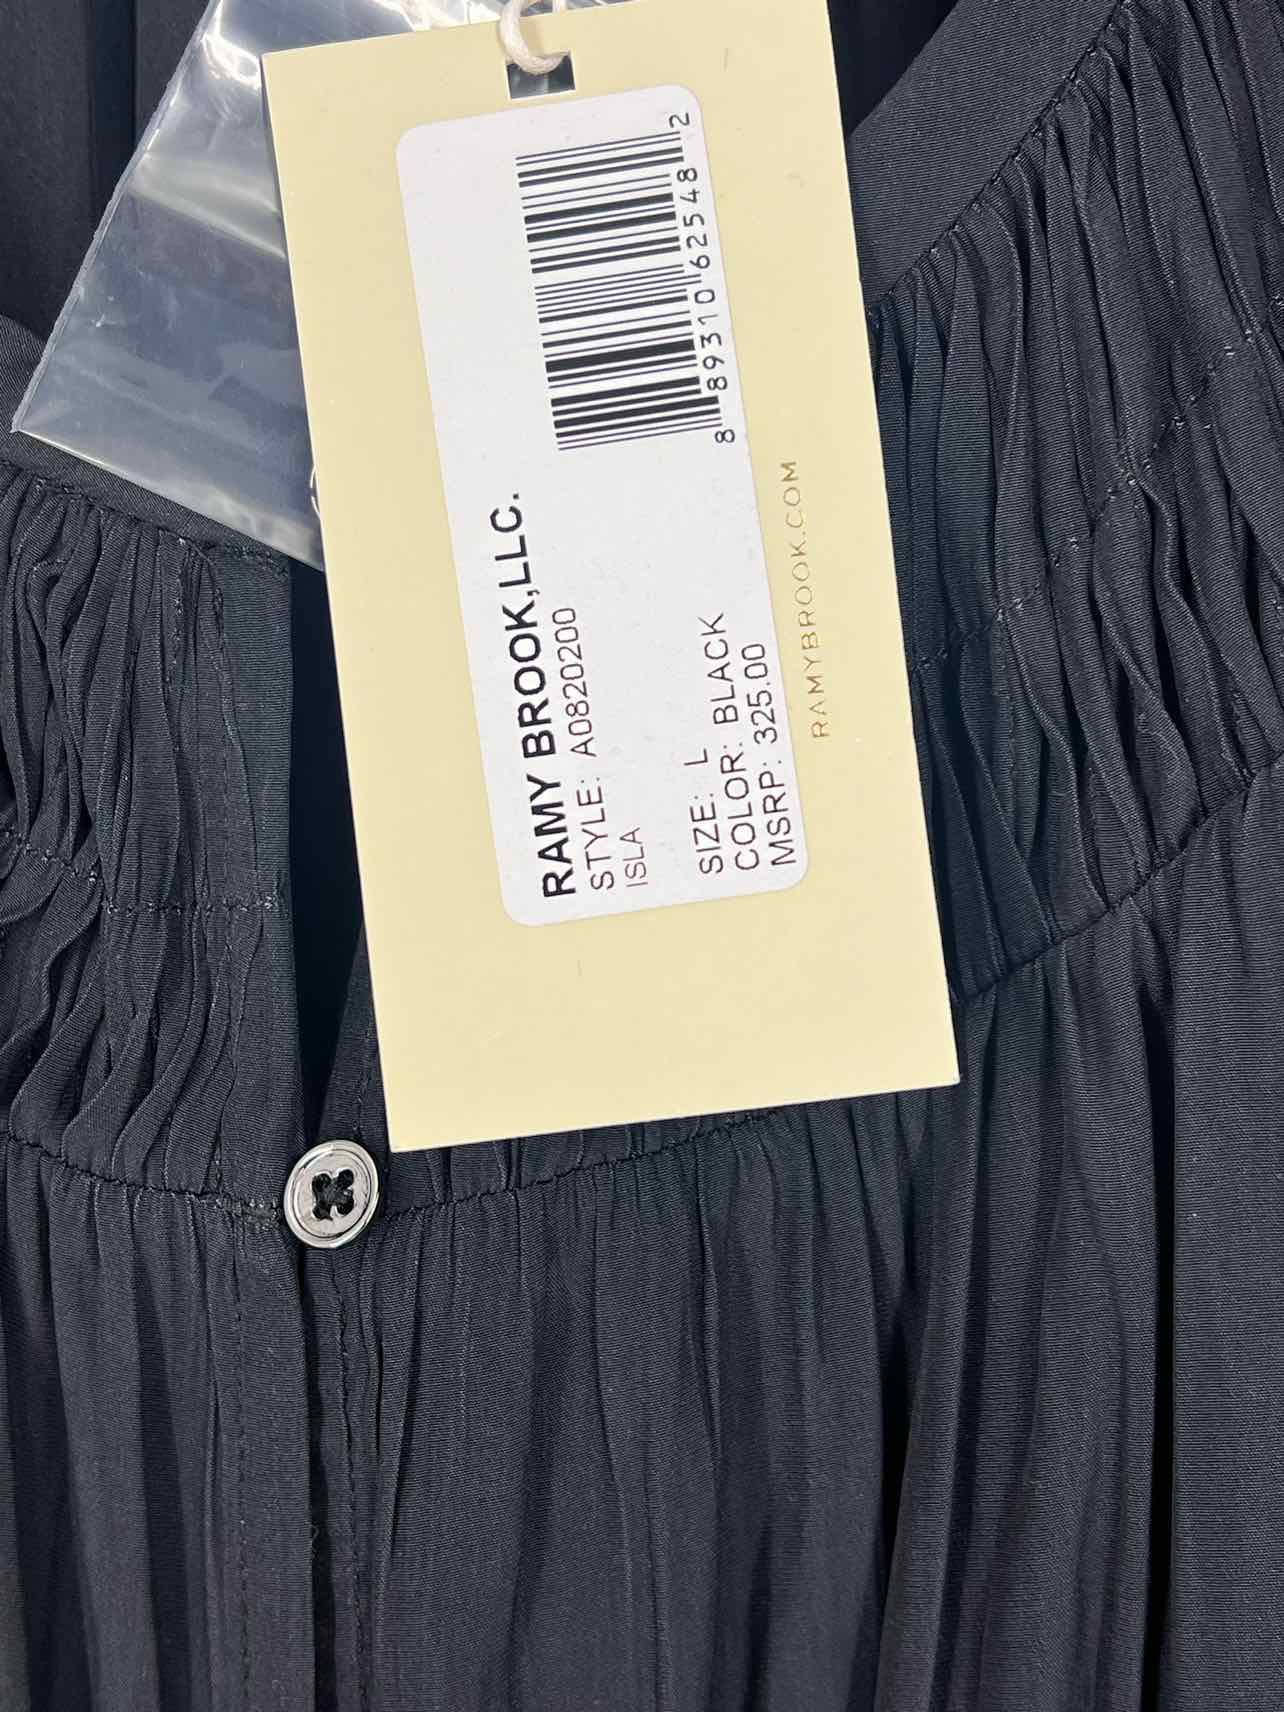 8 89310 62548 2
RAMY BROOK,LLC.
STYLE: A0820200
ISLA
SIZE: L
COLOR: BLACK
MSRP: 325.00
RAMYBROOK.COM